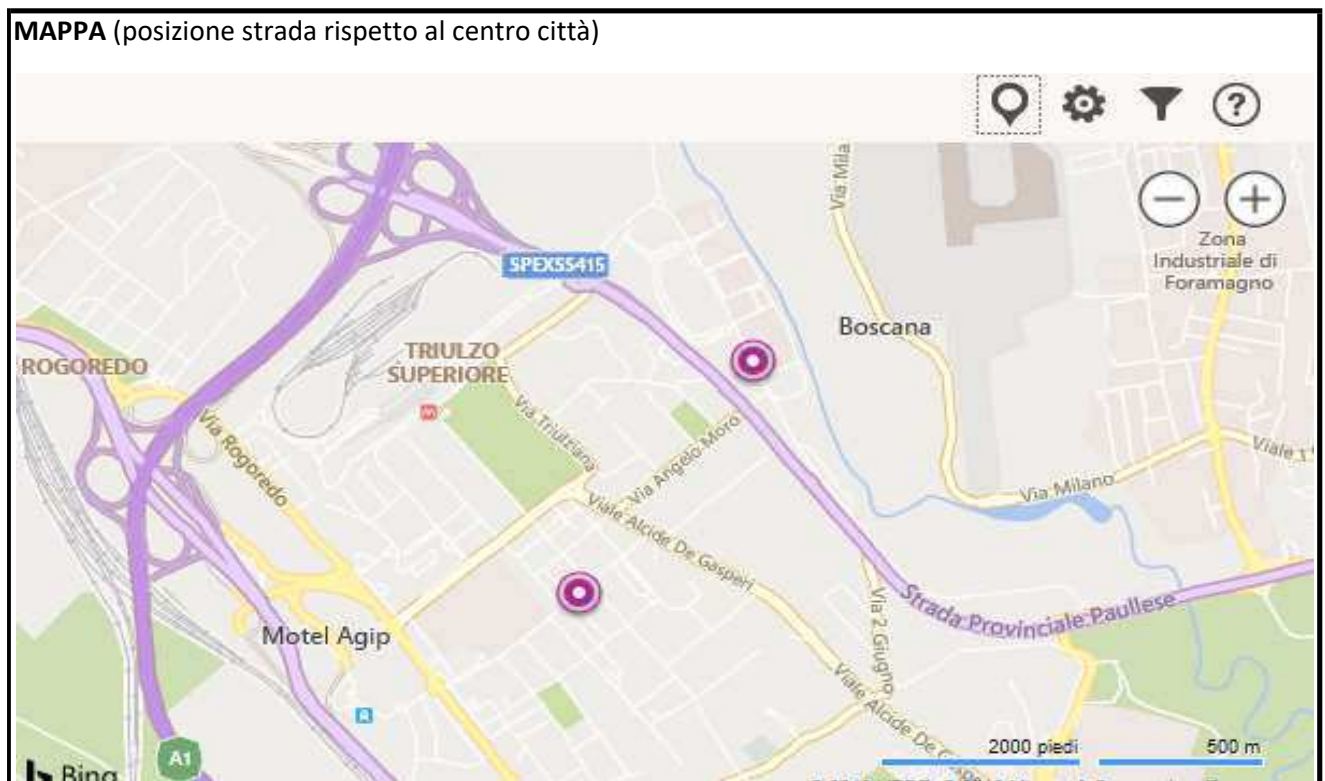 MAPPA (posizione strada rispetto al centro città)
?
Via Mila
Zona
Industriale di
Foramagno
SPEXSS415
Boscana
ROGOREDO
TRIULZO
SUPERIORE
M
Via Rogoredo
Via Triulziana
Via Angelo Moro
Viale 1
Via Milano
Viale Alcide De Gasperi
Strada Provinciale Paullese
Via 2 Giugno
Motel Agip
Viale Alcide De
2000 piedi
500 m
A1
Bing